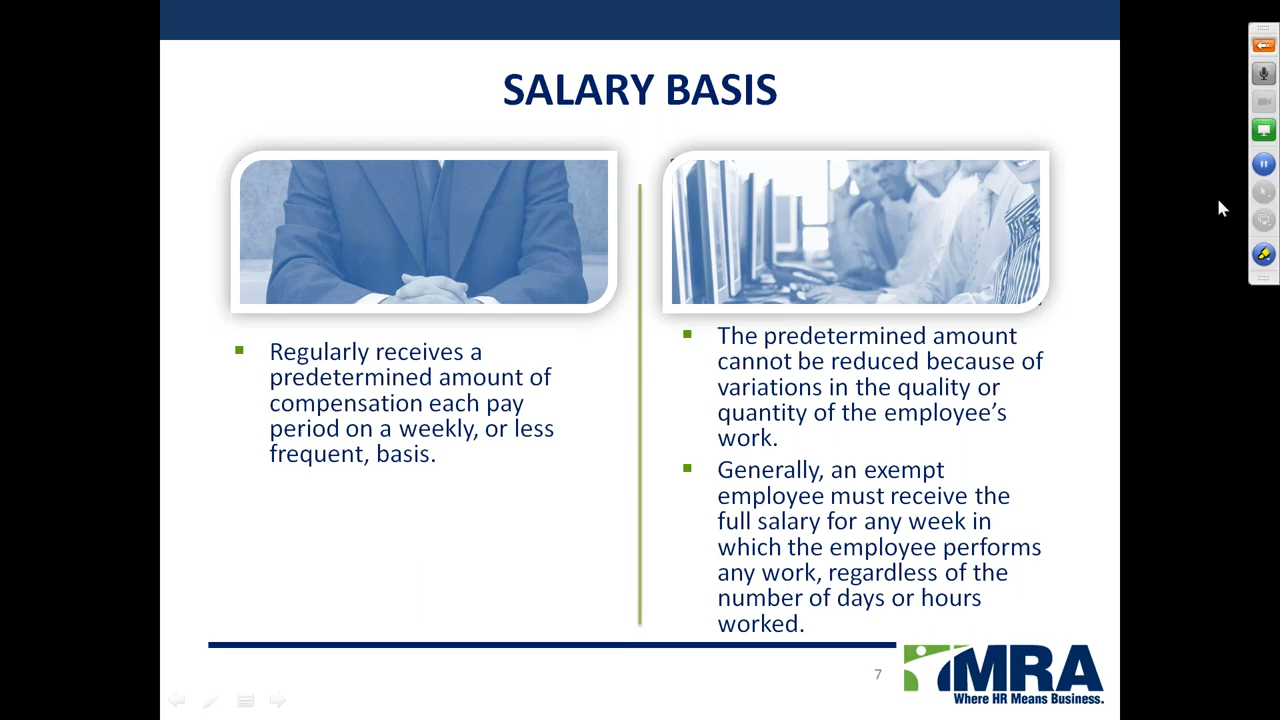 SALARY BASIS
▪ Regularly receives a
predetermined amount of
compensation each pay
period on a weekly, or less
frequent, basis.
▪ The predetermined amount
cannot be reduced because of
variations in the quality or
quantity of the employee’s
work.
▪ Generally, an exempt
employee must receive the
full salary for any week in
which the employee performs
any work, regardless of the
number of days or hours
worked.
7
MRA
Where HR Means Business.